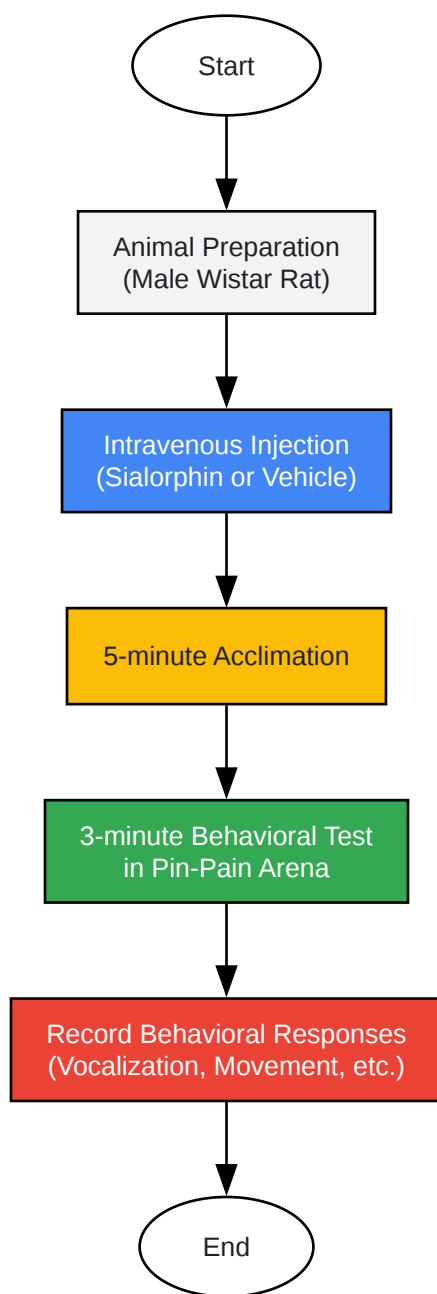 Start
Animal Preparation
(Male Wistar Rat)
Intravenous Injection
(Sialorphin or Vehicle)
5-minute Acclimation
3-minute Behavioral Test
in Pin-Pain Arena
Record Behavioral Responses
(Vocalization, Movement, etc.)
End